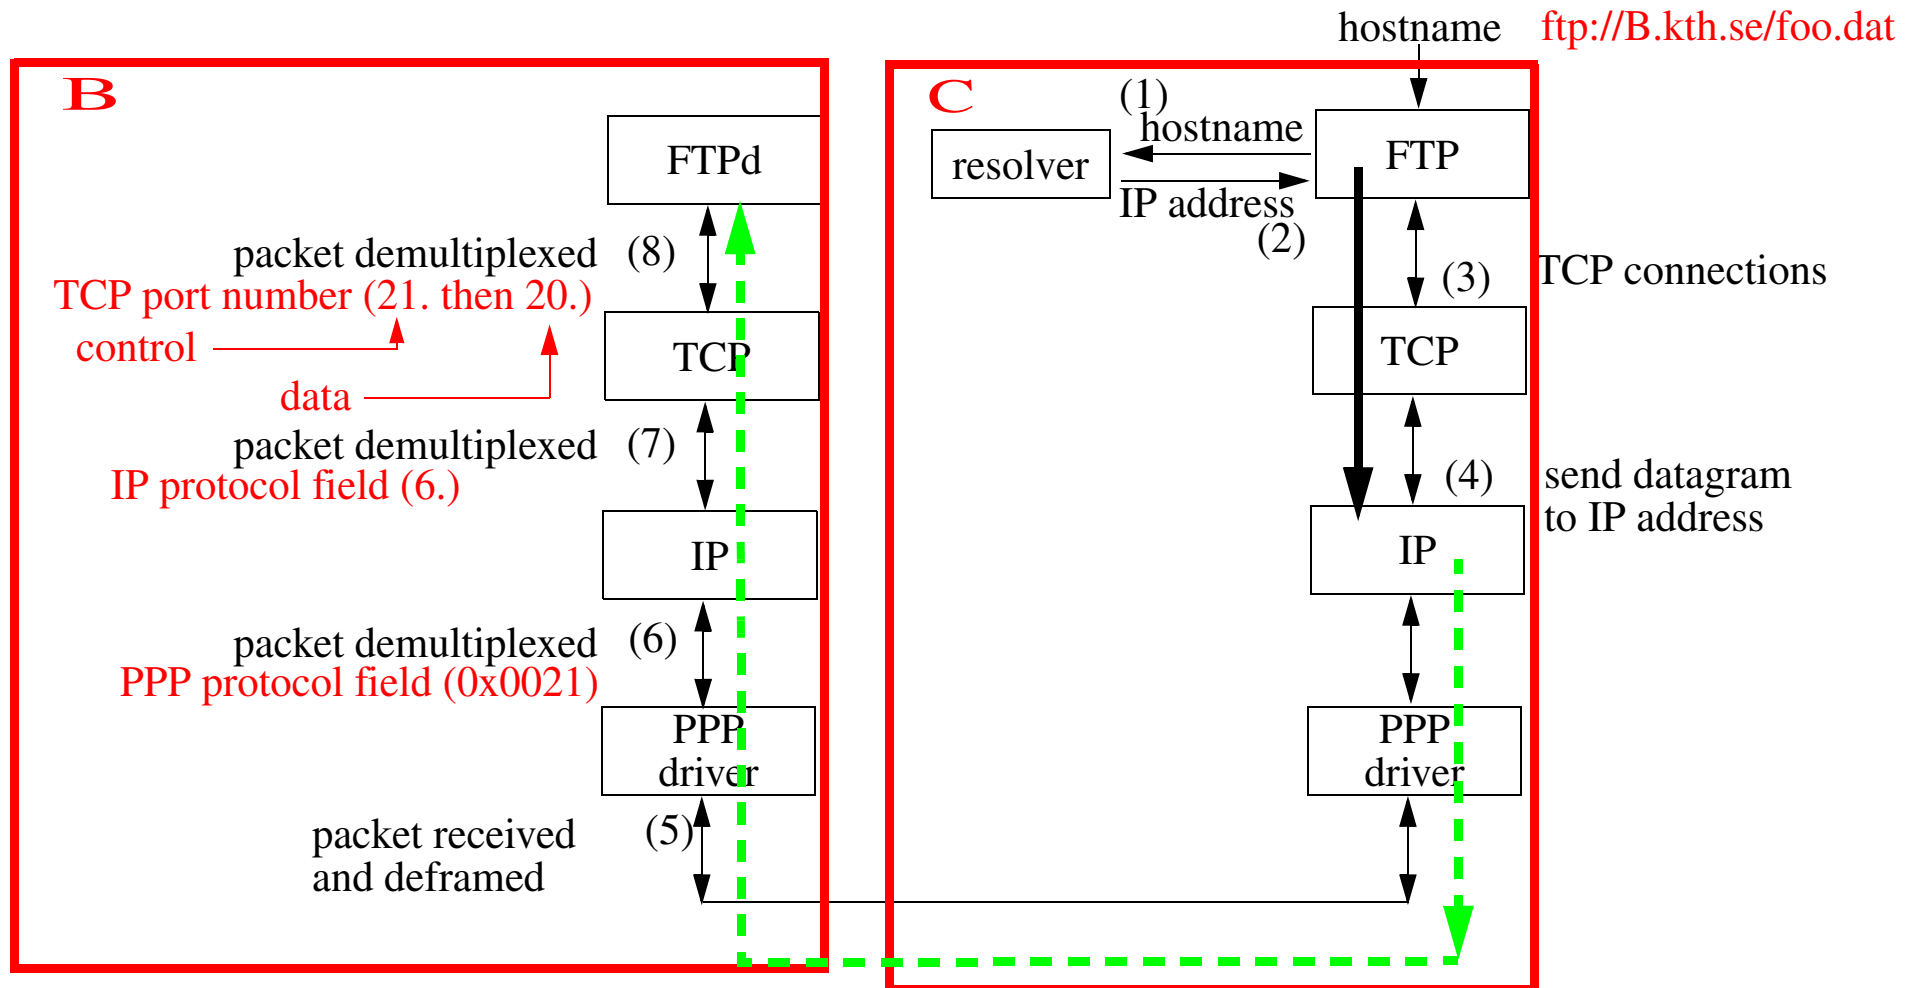 hostname ftp://B.kth.se/foo.dat
B
FTPd
packet demultiplexed (8)
TCP port number (21. then 20.)
control
data
TCP
packet demultiplexed (7)
IP protocol field (6.)
IP
packet demultiplexed (6)
PPP protocol field (0x0021)
PPP
driver
packet received (5)
and deframed
C
(1)
hostname
resolver
IP address
(2)
FTP
(3) TCP connections
TCP
(4) send datagram
to IP address
IP
PPP
driver